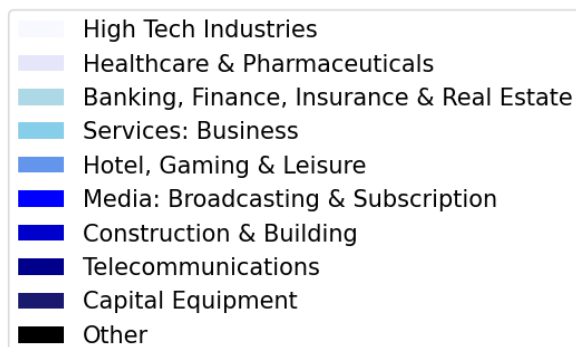 High Tech Industries
Healthcare & Pharmaceuticals
Banking, Finance, Insurance & Real Estate
Services: Business
Hotel, Gaming & Leisure
Media: Broadcasting & Subscription
Construction & Building
Telecommunications
Capital Equipment
Other